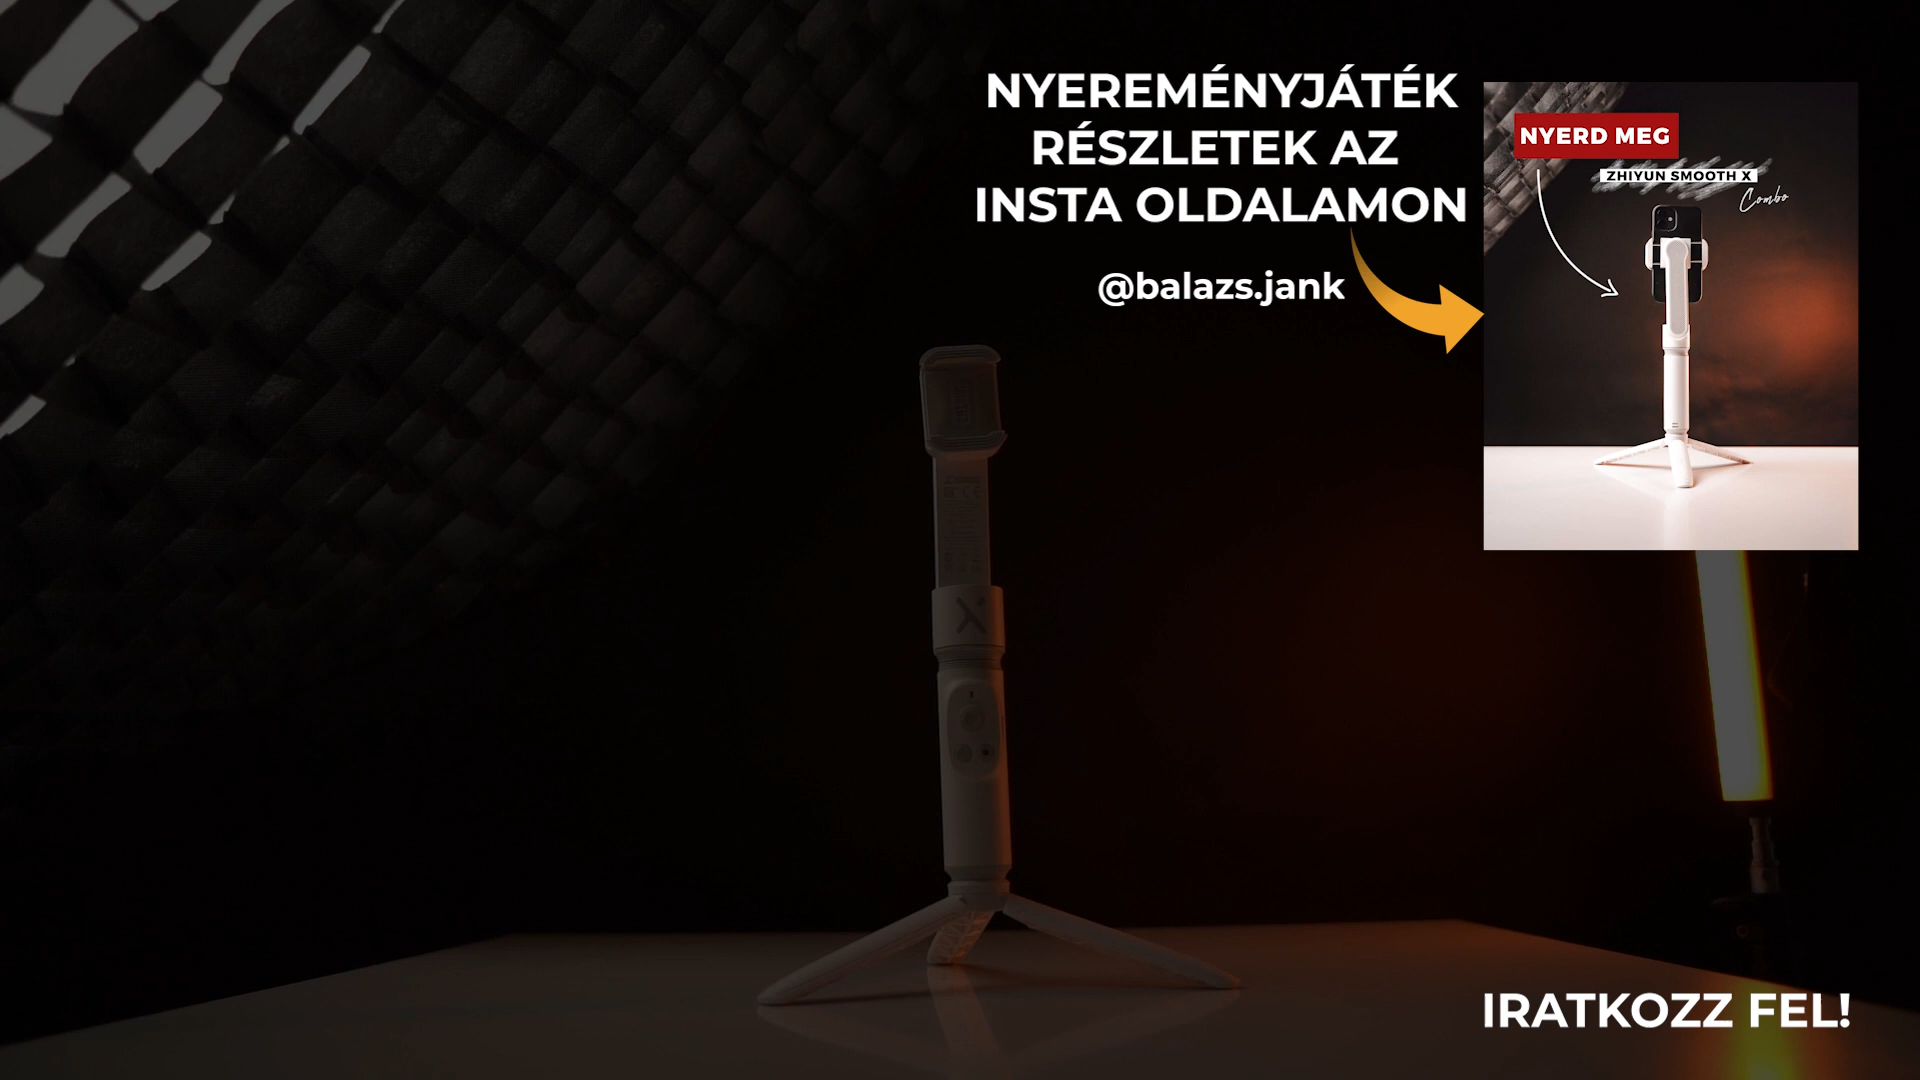 NYEREMÉNYJÁTÉK
RÉSZLETEK AZ
INSTA OLDALAMON
@balazs.jank
NYERD MEG
ZHIYUN SMOOTH X
Combo
IRATKOZZ FEL!